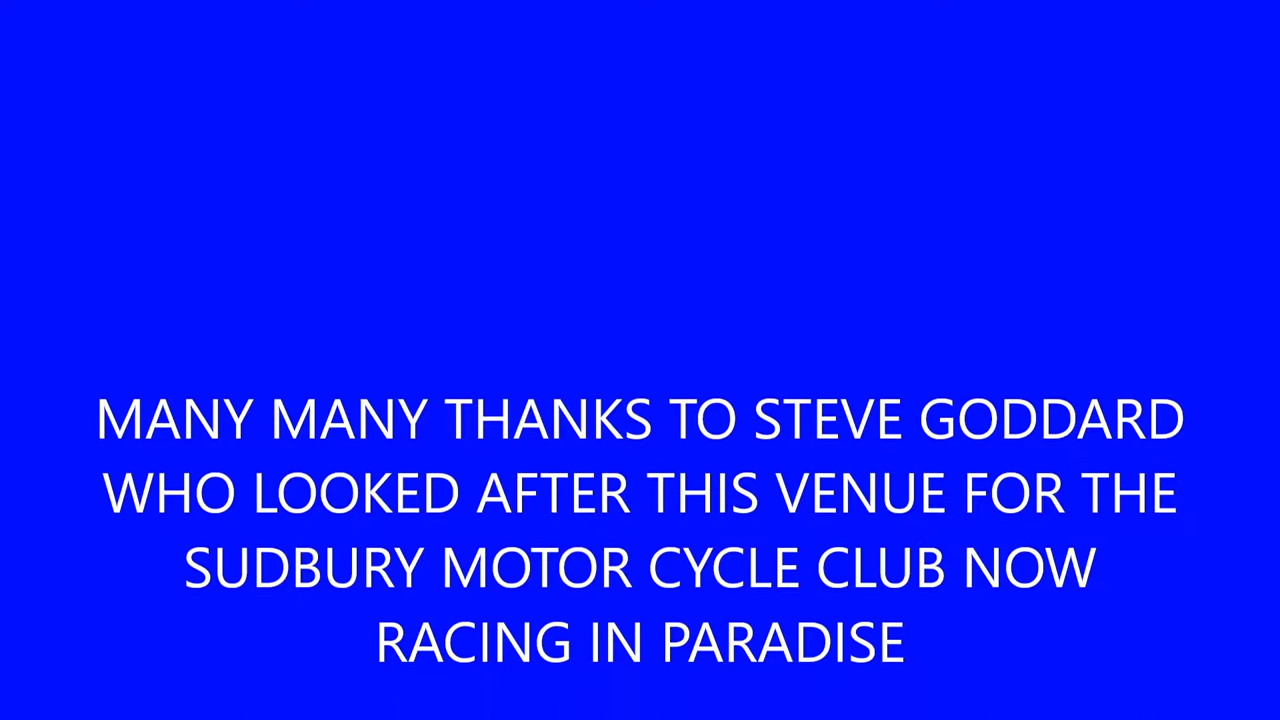 MANY MANY THANKS TO STEVE GODDARD
WHO LOOKED AFTER THIS VENUE FOR THE
SUDBURY MOTOR CYCLE CLUB NOW
RACING IN PARADISE